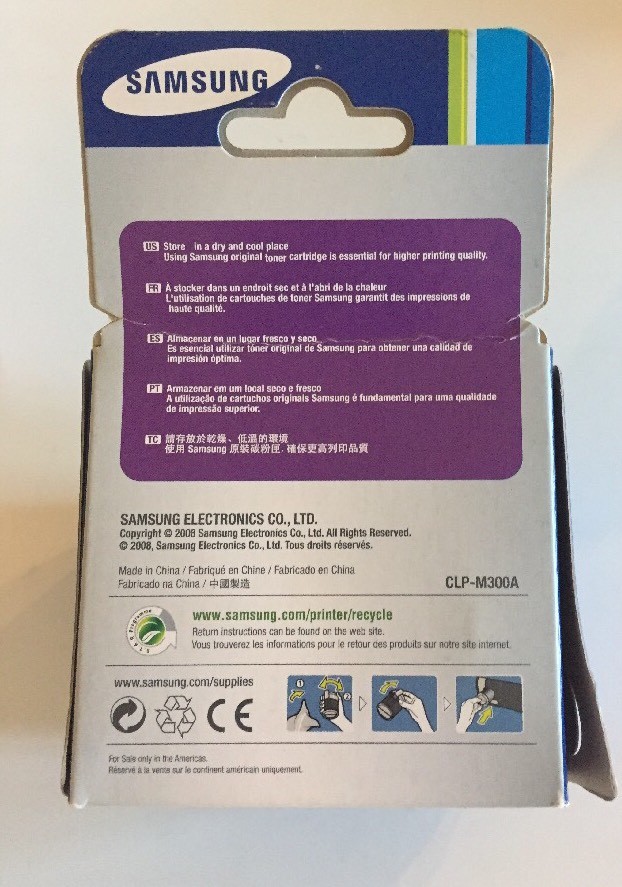 SAMSUNG
US Store in a dry and cool place
Using Samsung original toner cartridge is essential for higher printing quality.
FR À stocker dans un endroit sec et à l'abri de la chaleur
L'utilisation de cartouches de toner Samsung garantit des impressions de
haute qualité.
ES Almacenar en un lugar fresco y seco
Es esencial utilizar tóner original de Samsung para obtener una calidad de
impresión óptima.
PT Armazenar em um local seco e fresco
A utilização de cartuchos originais Samsung é fundamental para uma qualidade
de impressão superior.
TC 請存放於乾燥、低溫的環境
使用 Samsung 原裝碳粉匣, 確保更高列印品質
SAMSUNG ELECTRONICS CO., LTD.
Copyright © 2008 Samsung Electronics Co., Ltd. All Rights Reserved.
© 2008, Samsung Electronics Co., Ltd. Tous droits réservés.
Made in China / Fabriqué en Chine / Fabricado en China
Fabricado na China / 中國製造
CLP-M300A
STAR Programme
www.samsung.com/printer/recycle
Return instructions can be found on the web site.
Vous trouverez les informations pour le retour des produits sur notre site internet.
www.samsung.com/supplies
CE
1
2
For Sale only in the Americas.
Réservé à la vente sur le continent américain uniquement.